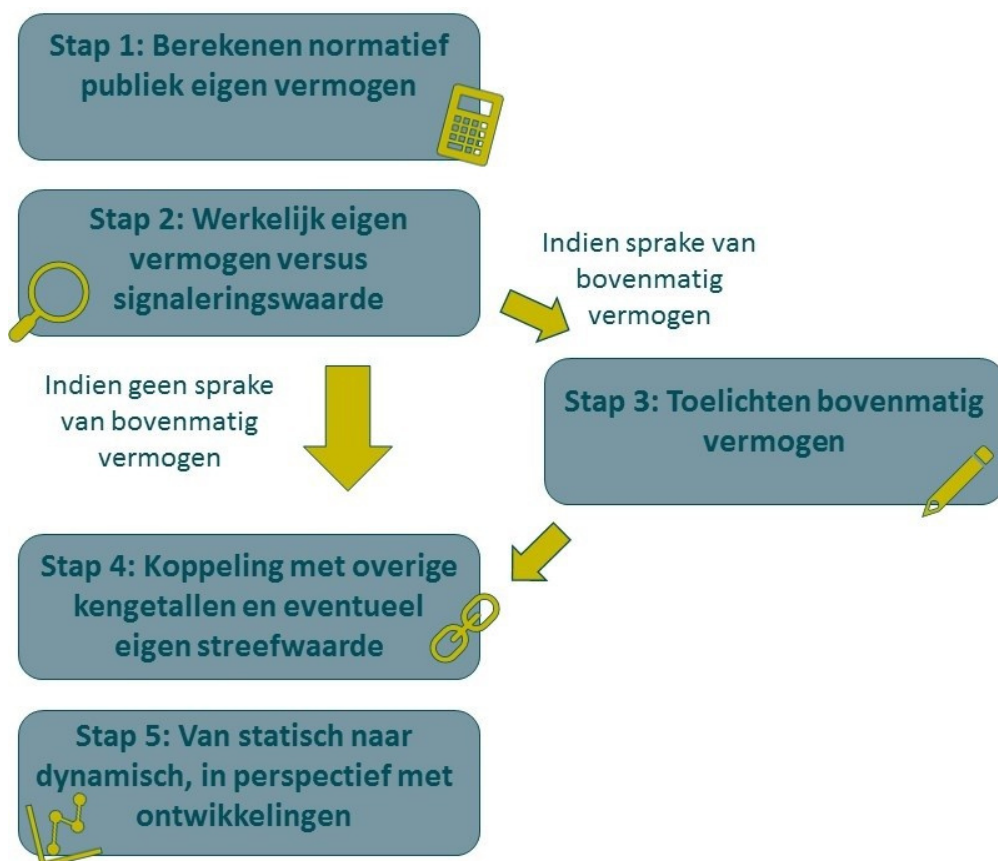 Stap 1: Berekenen normatief
publiek eigen vermogen
Stap 2: Werkelijk eigen
vermogen versus
signaleringswaarde
Indien sprake van
bovenmatig
vermogen
Indien geen sprake
van bovenmatig
vermogen
Stap 3: Toelichten bovenmatig
vermogen
Stap 4: Koppeling met overige
kengetallen en eventueel
eigen streefwaarde
Stap 5: Van statisch naar
dynamisch, in perspectief met
ontwikkelingen